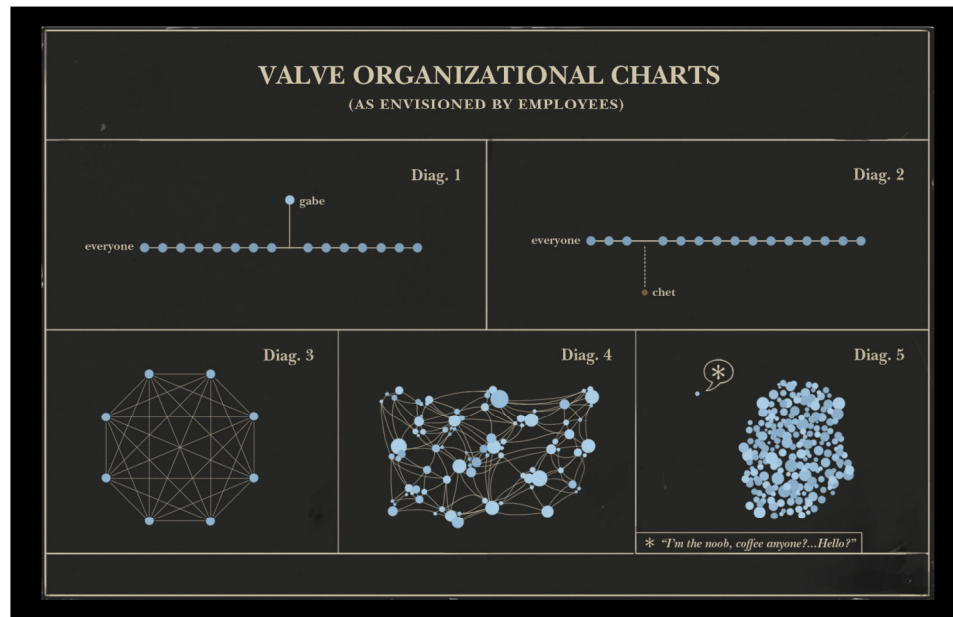 VALVE ORGANIZATIONAL CHARTS
(AS ENVISIONED BY EMPLOYEES)
Diag. 1
gabe
everyone
Diag. 2
everyone
chet
Diag. 3
Diag. 4
Diag. 5
*
* “I’m the noob, coffee anyone?...Hello?”